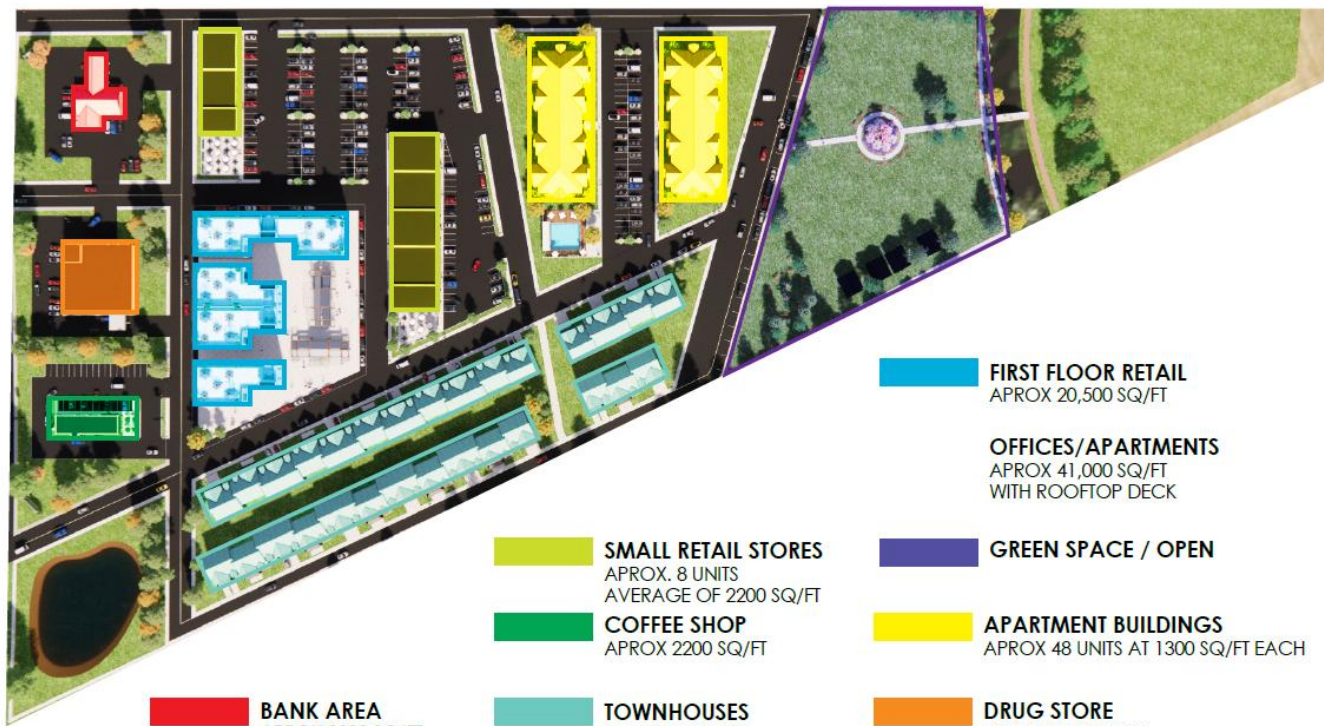 FIRST FLOOR RETAIL
APROX 20,500 SQ/FT
OFFICES/APARTMENTS
APROX 41,000 SQ/FT
WITH ROOFTOP DECK
SMALL RETAIL STORES
APROX. 8 UNITS
AVERAGE OF 2200 SQ/FT
GREEN SPACE / OPEN
COFFEE SHOP
APROX 2200 SQ/FT
APARTMENT BUILDINGS
APROX 48 UNITS AT 1300 SQ/FT EACH
BANK AREA
TOWNHOUSES
DRUG STORE